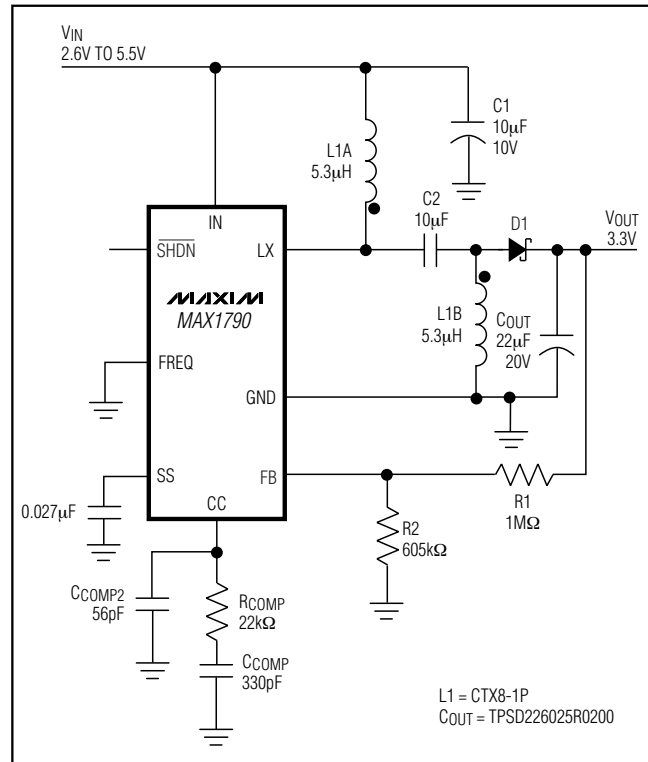 VIN
2.6V TO 5.5V
C1
10µF
10V
L1A
5.3µH
C2
10µF
D1
VOUT
3.3V
IN
SHDN
LX
MAXIM
MAX1790
L1B
5.3µH
COUT
22µF
20V
FREQ
GND
SS
FB
CC
0.027µF
R1
1MΩ
R2
605kΩ
CCOMP2
56pF
RCOMP
22kΩ
CCOMP
330pF
L1 = CTX8-1P
COUT = TPSD226025R0200